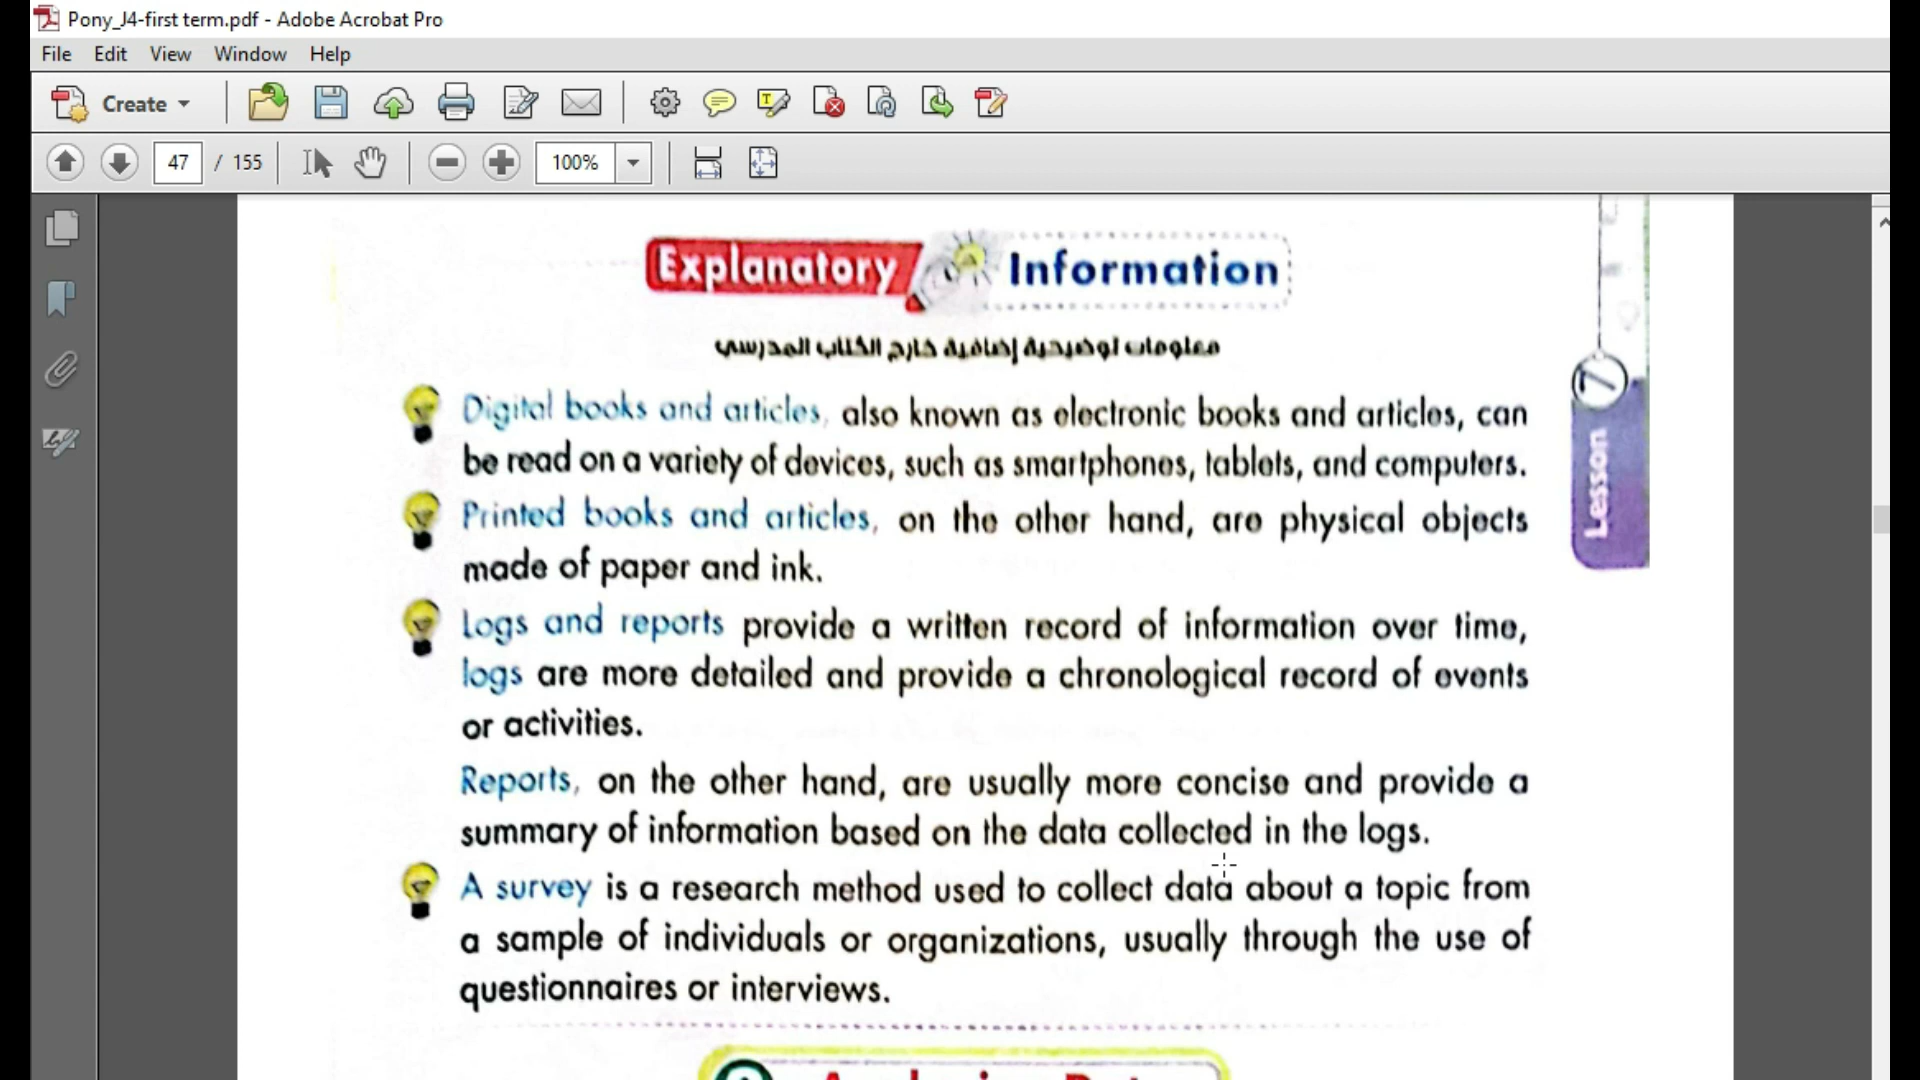 Pony_J4-first term.pdf - Adobe Acrobat Pro
File Edit View Window Help
Create
47 / 155 100%
Explanatory Information
معلومات توضيحية إضافية خارج الكتاب المدرسي
Digital books and articles, also known as electronic books and articles, can
be read on a variety of devices, such as smartphones, tablets, and computers.
Printed books and articles, on the other hand, are physical objects
made of paper and ink.
Logs and reports provide a written record of information over time,
logs are more detailed and provide a chronological record of events
or activities.
Reports, on the other hand, are usually more concise and provide a
summary of information based on the data collected in the logs.
A survey is a research method used to collect data about a topic from
a sample of individuals or organizations, usually through the use of
questionnaires or interviews.
Lesson 7